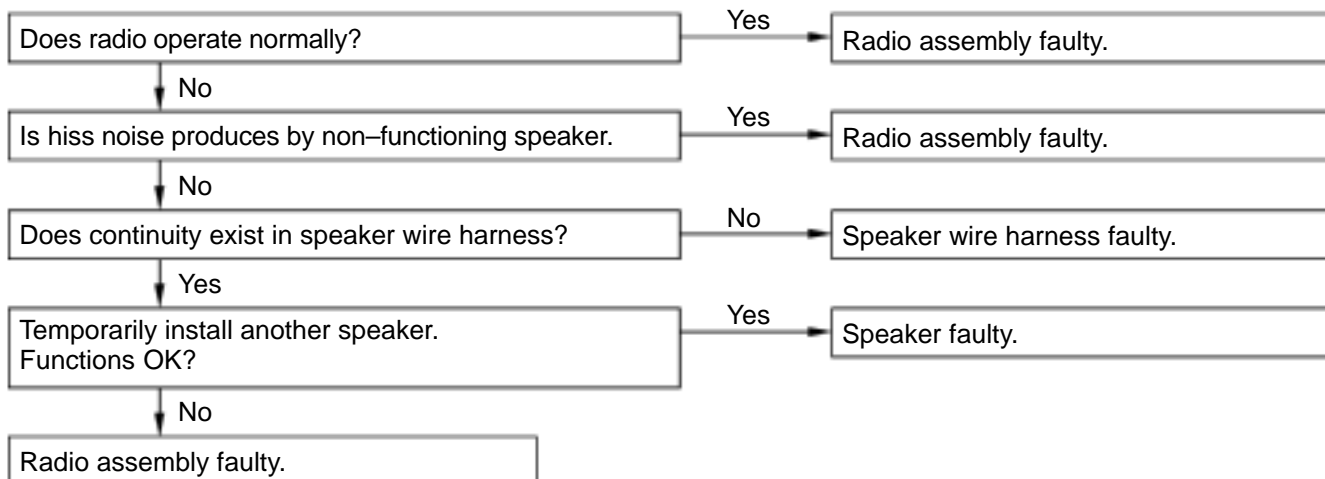 Does radio operate normally?
Yes
Radio assembly faulty.
No
Is hiss noise produces by non–functioning speaker.
Yes
Radio assembly faulty.
No
Does continuity exist in speaker wire harness?
No
Speaker wire harness faulty.
Yes
Temporarily install another speaker.
Functions OK?
Yes
Speaker faulty.
No
Radio assembly faulty.